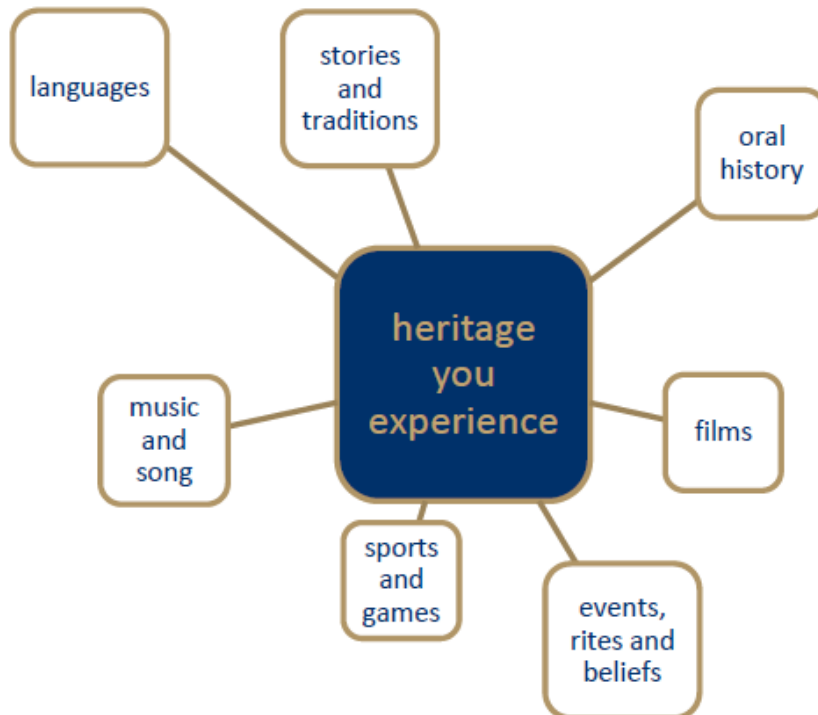 languages
stories
and
traditions
oral
history
heritage
you
experience
music
and
song
films
sports
and
games
events,
rites and
beliefs